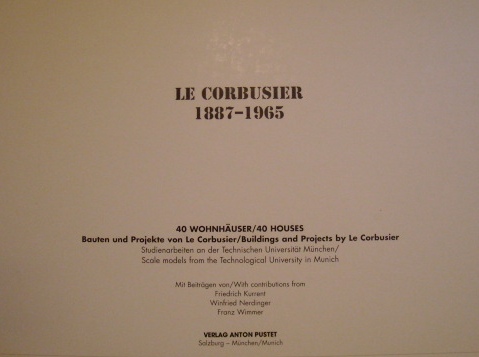 LE CORBUSIER
1887–1965
40 WOHNHÄUSER/40 HOUSES
Bauten und Projekte von Le Corbusier/Buildings and Projects by Le Corbusier
Studienarbeiten an der Technischen Universität München/
Scale models from the Technological University in Munich
Mit Beiträgen von/With contributions from
Friedrich Kurrent
Winfried Nerdinger
Franz Wimmer
VERLAG ANTON PUSTET
Salzburg – München/Munich